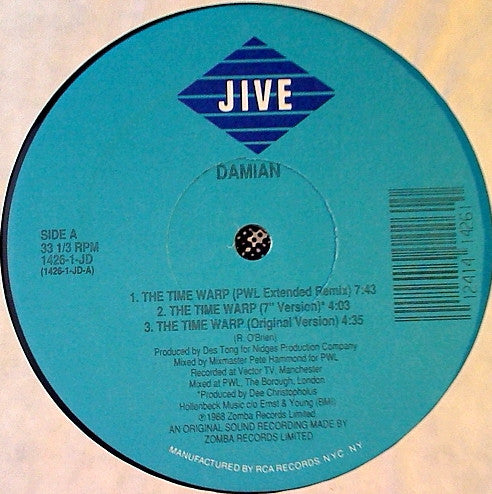 JIVE
DAMIAN
SIDE A
33 1/3 RPM
1426-1-JD
(1426-1-JD-A)
12414-1426-1
1. THE TIME WARP (PWL Extended Remix) 7:43
2. THE TIME WARP (7" Version)* 4:03
3. THE TIME WARP (Original Version) 4:35
(R. O'Brien)
Produced by Des Tong for Nidges Production Company
Mixed by Mixmaster Pete Hammond for PWL
Recorded at Vector TV, Manchester
Mixed at PWL, The Borough, London
*Produced by Dee Christopholus
Hollenbeck Music c/o Ernst & Young (BMI)
℗1988 Zomba Records Limited
AN ORIGINAL SOUND RECORDING MADE BY
ZOMBA RECORDS LIMITED
MANUFACTURED BY RCA RECORDS, NYC, NY